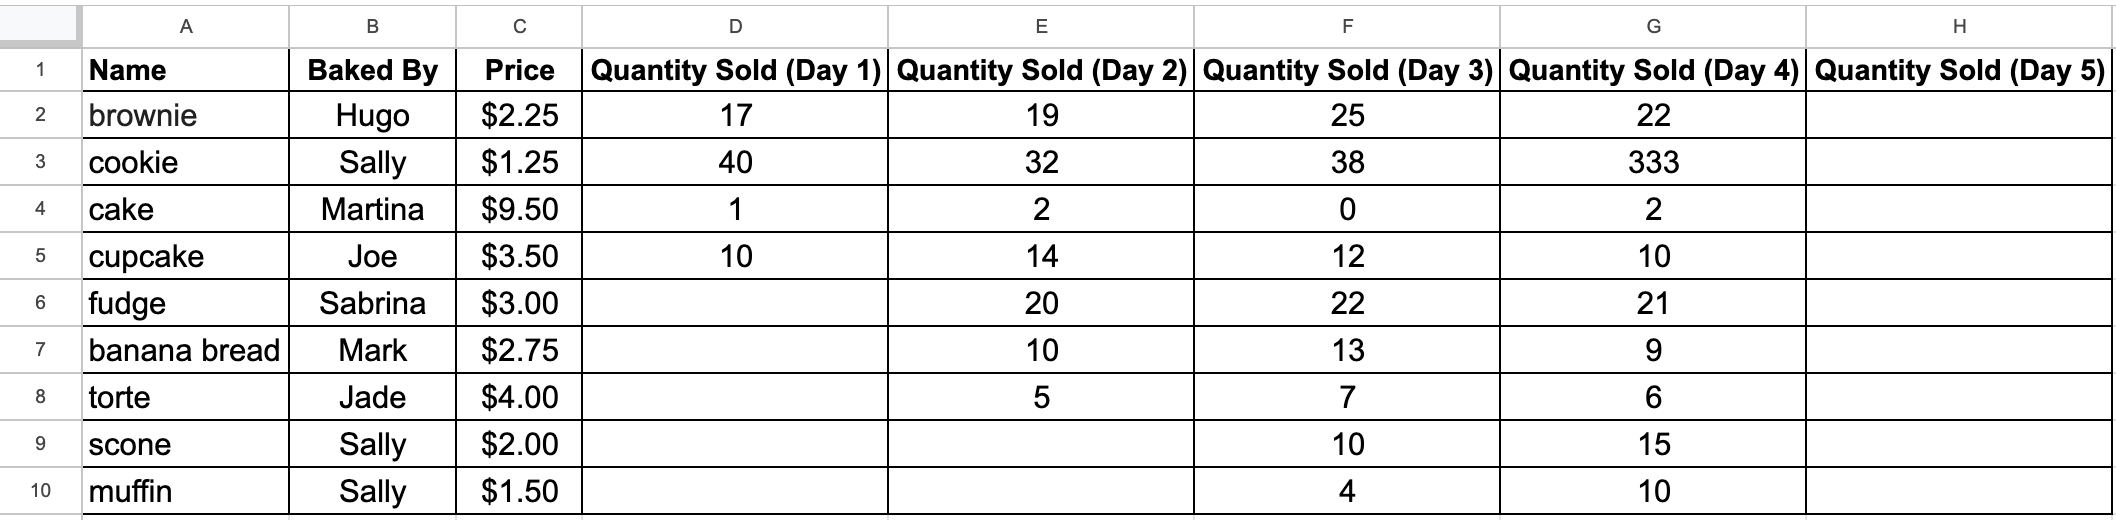 A B C D E F G H
1 Name Baked By Price Quantity Sold (Day 1) Quantity Sold (Day 2) Quantity Sold (Day 3) Quantity Sold (Day 4) Quantity Sold (Day 5)
2 brownie Hugo $2.25 17 19 25 22
3 cookie Sally $1.25 40 32 38 333
4 cake Martina $9.50 1 2 0 2
5 cupcake Joe $3.50 10 14 12 10
6 fudge Sabrina $3.00 20 22 21
7 banana bread Mark $2.75 10 13 9
8 torte Jade $4.00 5 7 6
9 scone Sally $2.00 10 15
10 muffin Sally $1.50 4 10